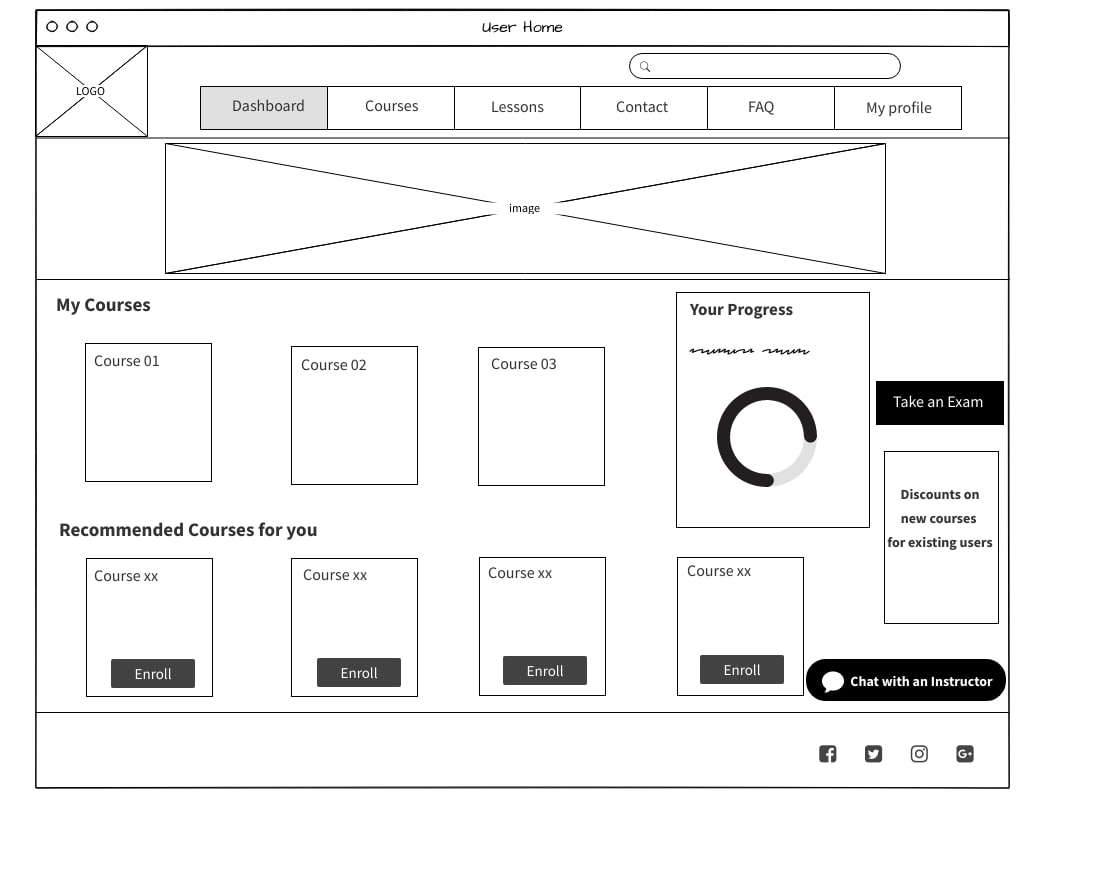 User Home
LOGO
Dashboard
Courses
Lessons
Contact
FAQ
My profile
image
My Courses
Course 01
Course 02
Course 03
Your Progress
Take an Exam
Discounts on
new courses
for existing users
Recommended Courses for you
Course xx
Course xx
Course xx
Course xx
Enroll
Enroll
Enroll
Enroll
Chat with an Instructor